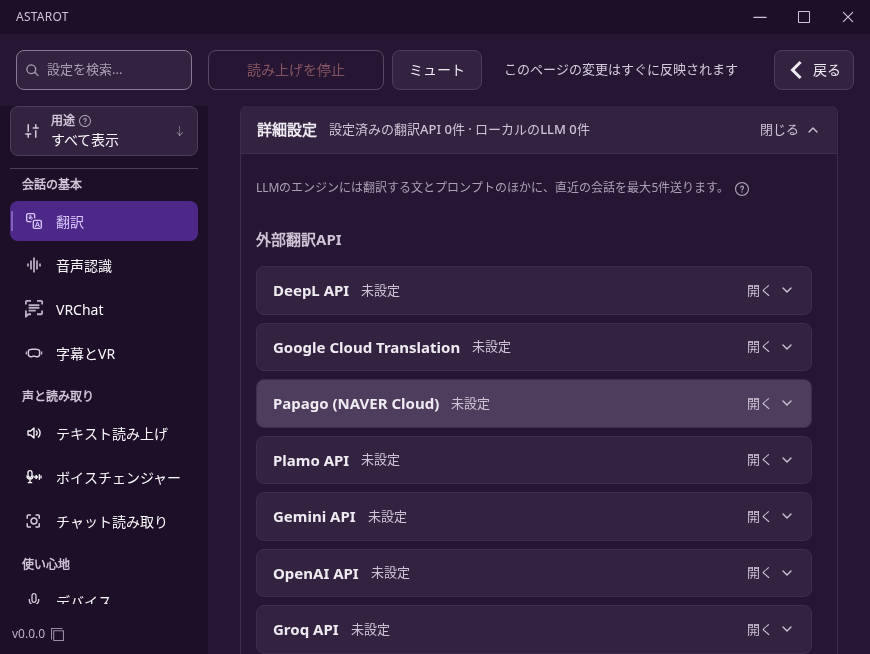 ASTAROT
設定を検索...
読み上げを停止
ミュート
このページの変更はすぐに反映されます
戻る
用途
すべて表示
会話の基本
翻訳
音声認識
VRChat
字幕とVR
声と読み取り
テキスト読み上げ
ボイスチェンジャー
チャット読み取り
使い心地
デバイス
v0.0.0
詳細設定 設定済みの翻訳API 0件 · ローカルのLLM 0件 閉じる
LLMのエンジンには翻訳する文とプロンプトのほかに、直近の会話を最大5件送ります。
外部翻訳API
DeepL API 未設定 開く
Google Cloud Translation 未設定 開く
Papago (NAVER Cloud) 未設定 開く
Plamo API 未設定 開く
Gemini API 未設定 開く
OpenAI API 未設定 開く
Groq API 未設定 開く